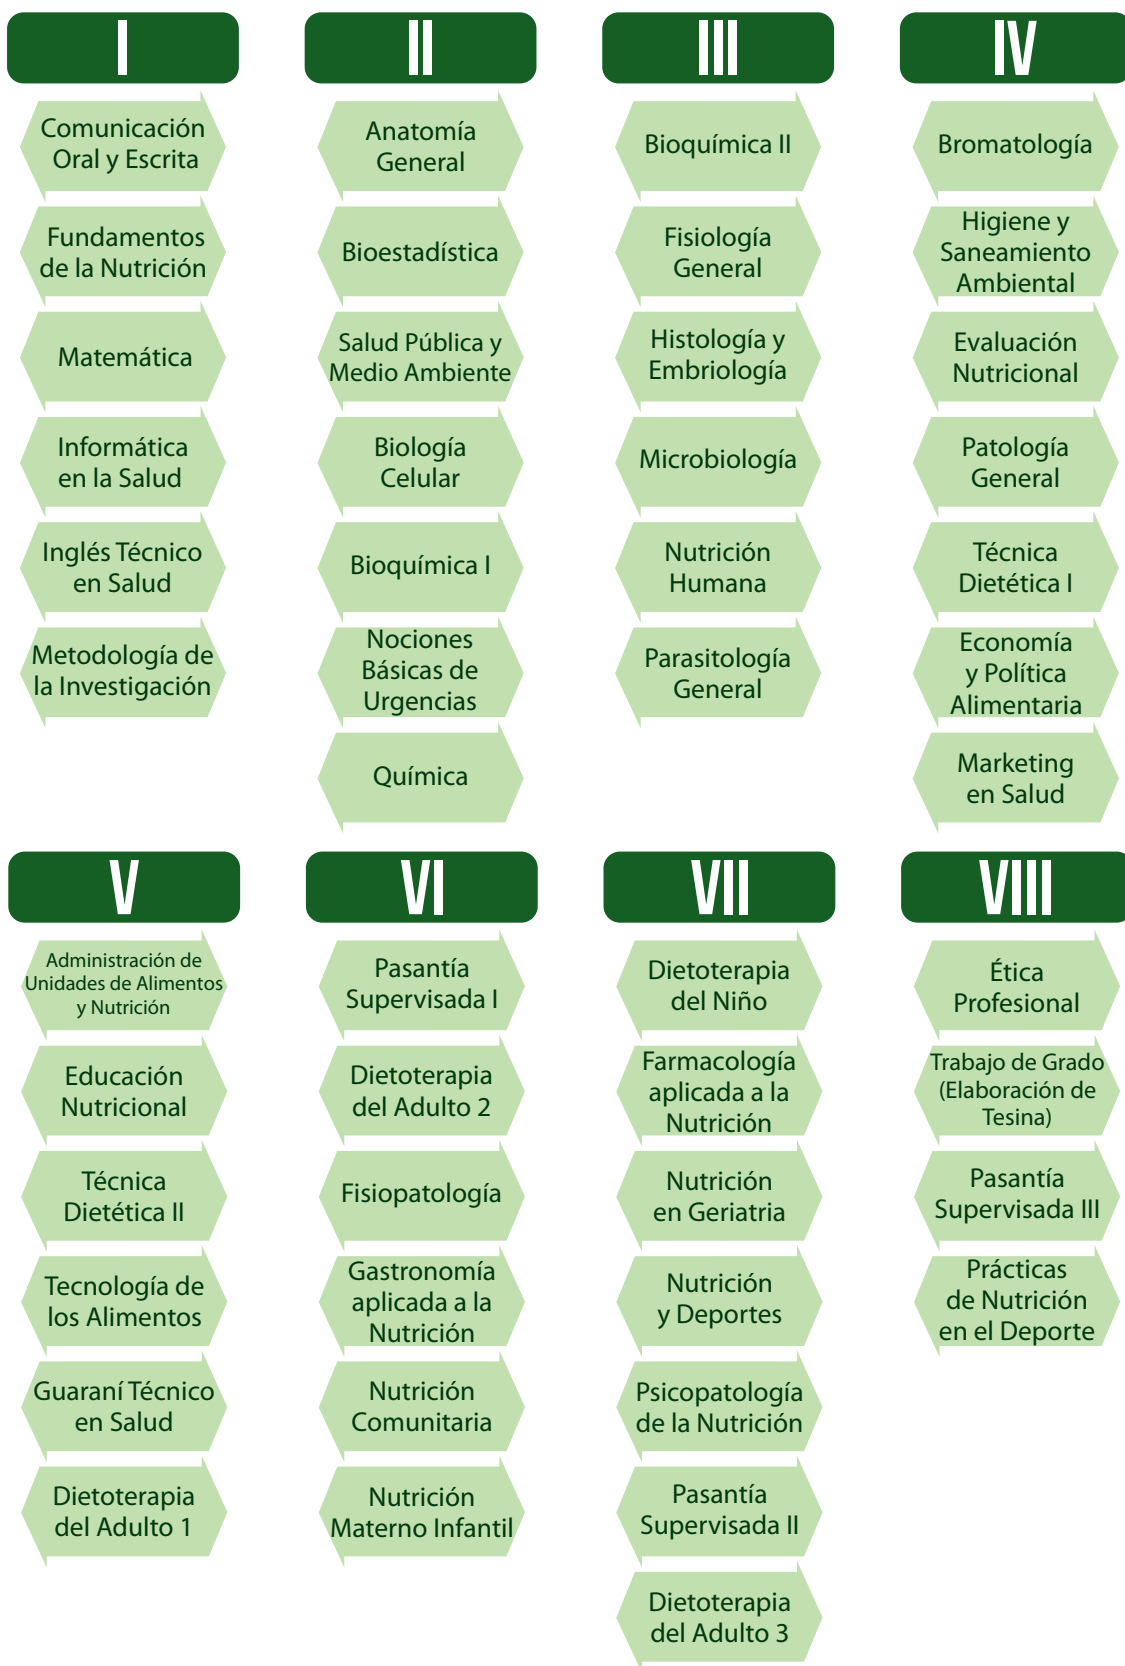 I
Comunicación
Oral y Escrita
Fundamentos
de la Nutrición
Matemática
Informática
en la Salud
Inglés Técnico
en Salud
Metodología de
la Investigación
II
Anatomía
General
Bioestadística
Salud Pública y
Medio Ambiente
Biología
Celular
Bioquímica I
Nociones
Básicas de
Urgencias
Química
III
Bioquímica II
Fisiología
General
Histología y
Embriología
Microbiología
Nutrición
Humana
Parasitología
General
IV
Bromatología
Higiene y
Saneamiento
Ambiental
Evaluación
Nutricional
Patología
General
Técnica
Dietética I
Economía
y Política
Alimentaria
Marketing
en Salud
V
Administración de
Unidades de Alimentos
y Nutrición
Educación
Nutricional
Técnica
Dietética II
Tecnología de
los Alimentos
Guaraní Técnico
en Salud
Dietoterapia
del Adulto 1
VI
Pasantía
Supervisada I
Dietoterapia
del Adulto 2
Fisiopatología
Gastronomía
aplicada a la
Nutrición
Nutrición
Comunitaria
Nutrición
Materno Infantil
VII
Dietoterapia
del Niño
Farmacología
aplicada a la
Nutrición
Nutrición
en Geriatria
Nutrición
y Deportes
Psicopatología
de la Nutrición
Pasantía
Supervisada II
Dietoterapia
del Adulto 3
VIII
Ética
Profesional
Trabajo de Grado
(Elaboración de
Tesina)
Pasantía
Supervisada III
Prácticas
de Nutrición
en el Deporte